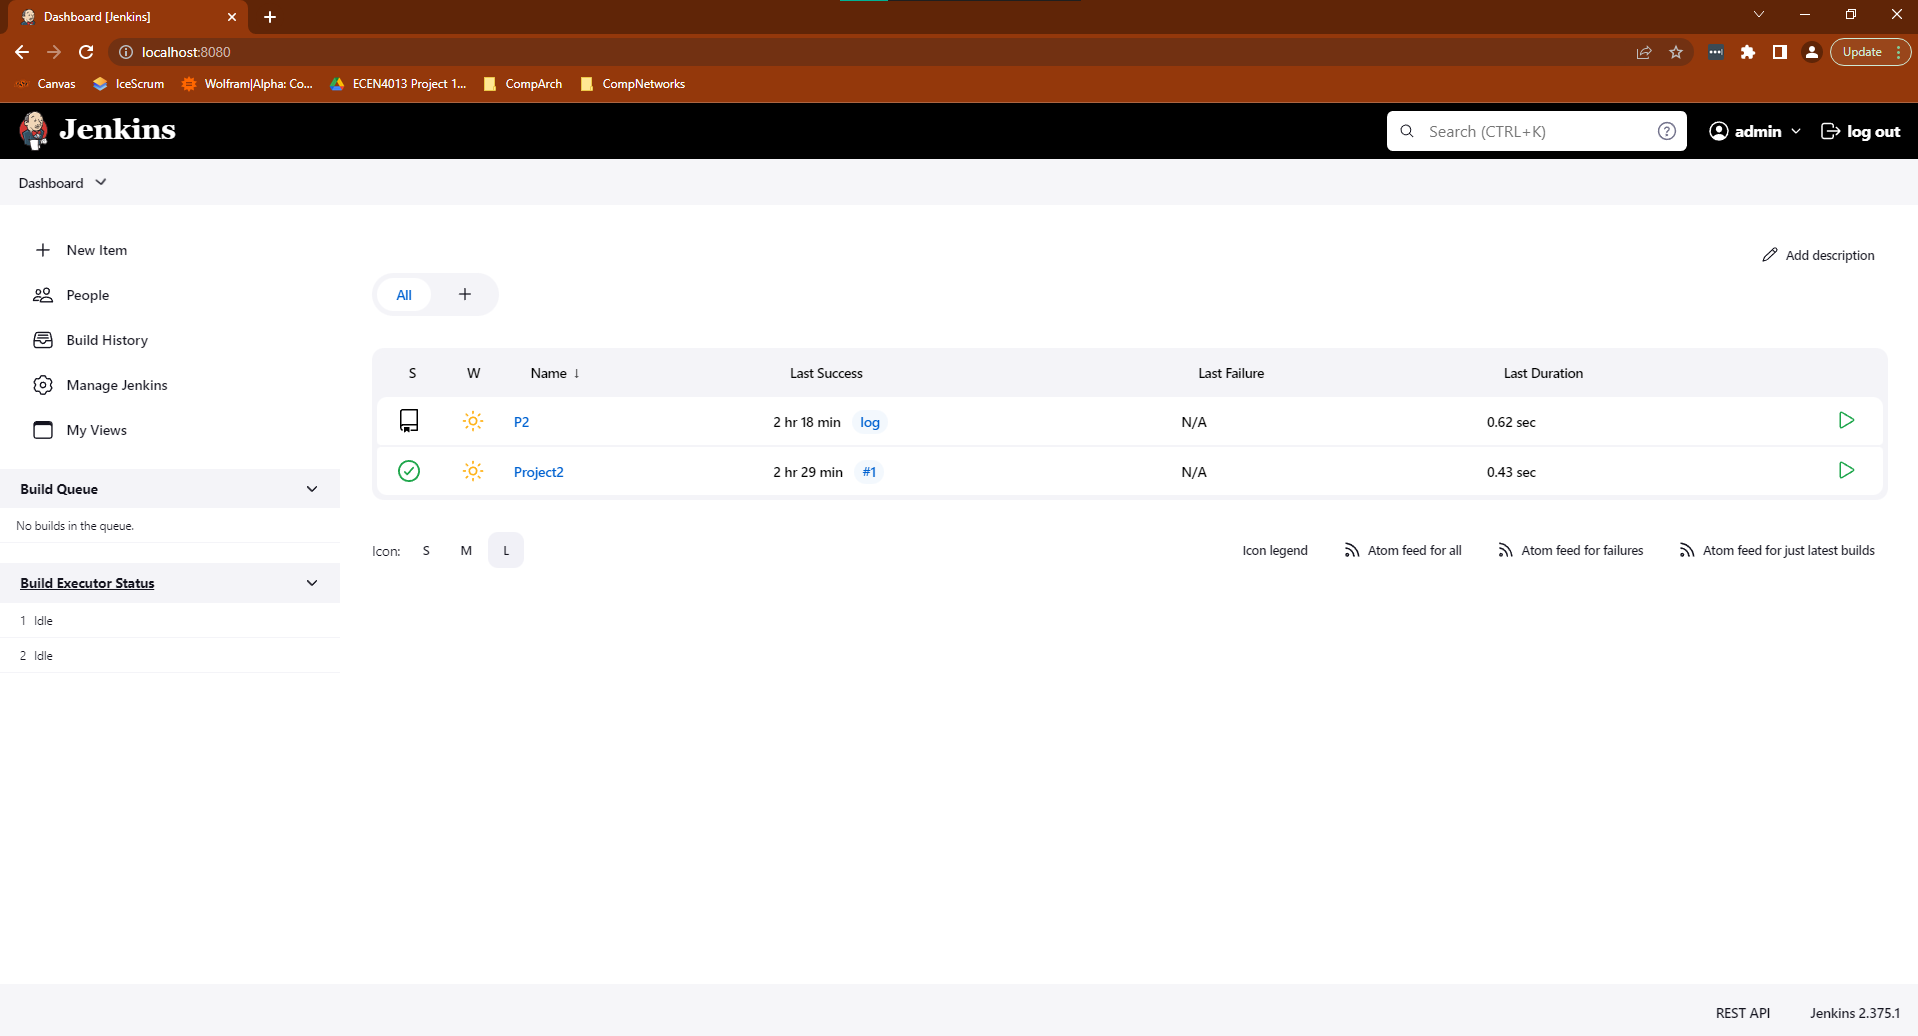 Dashboard [Jenkins]
localhost:8080
Update
Canvas
IceScrum
Wolfram|Alpha: Co...
ECEN4013 Project 1...
CompArch
CompNetworks
Jenkins
Search (CTRL+K)
admin
log out
Dashboard
New Item
People
Build History
Manage Jenkins
My Views
Build Queue
No builds in the queue.
Build Executor Status
1 Idle
2 Idle
Add description
All
S W Name ↓ Last Success Last Failure Last Duration
P2 2 hr 18 min log N/A 0.62 sec
Project2 2 hr 29 min #1 N/A 0.43 sec
Icon: S M L
Icon legend
Atom feed for all
Atom feed for failures
Atom feed for just latest builds
REST API
Jenkins 2.375.1